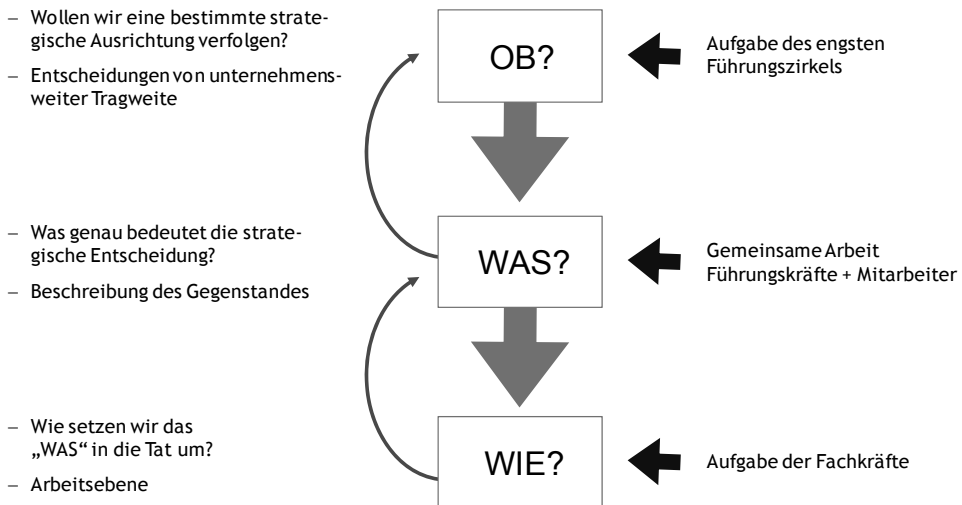 – Wollen wir eine bestimmte strate-
gische Ausrichtung verfolgen?
– Entscheidungen von unternehmens-
weiter Tragweite
OB?
Aufgabe des engsten
Führungszirkels
– Was genau bedeutet die strate-
gische Entscheidung?
– Beschreibung des Gegenstandes
WAS?
Gemeinsame Arbeit
Führungskräfte + Mitarbeiter
– Wie setzen wir das
„WAS“ in die Tat um?
– Arbeitsebene
WIE?
Aufgabe der Fachkräfte